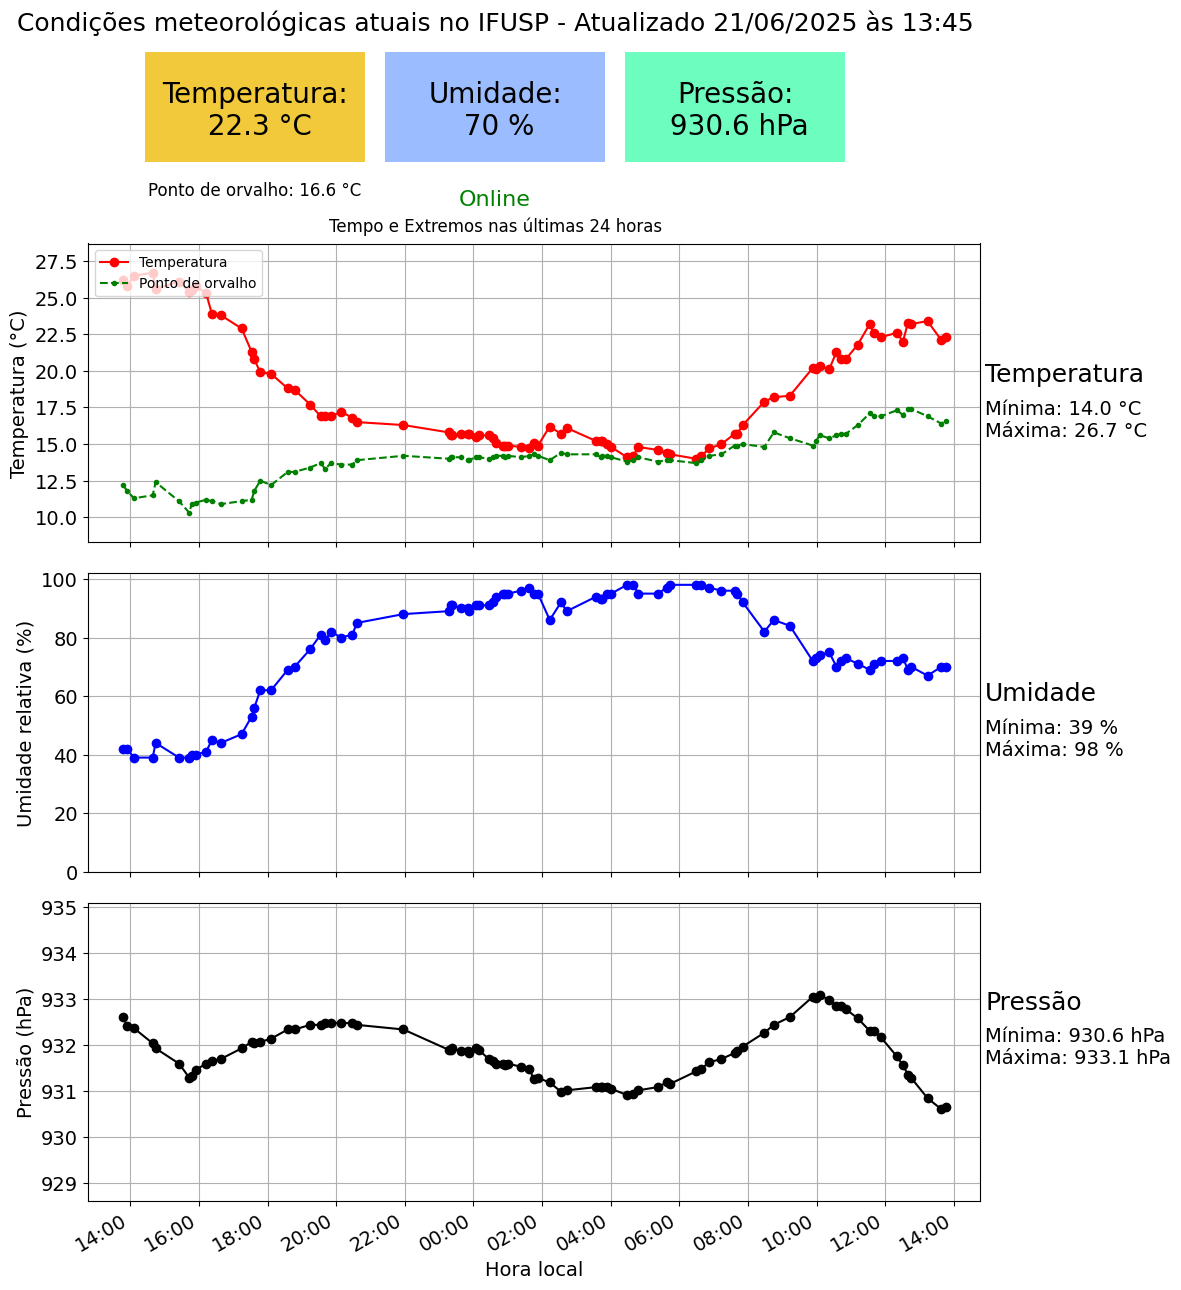 Condições meteorológicas atuais no IFUSP - Atualizado 21/06/2025 às 13:45
Temperatura:
22.3 °C
Umidade:
70 %
Pressão:
930.6 hPa
Ponto de orvalho: 16.6 °C
Online
Tempo e Extremos nas últimas 24 horas
Temperatura (°C)
27.5
25.0
22.5
20.0
17.5
15.0
12.5
10.0
Temperatura
Ponto de orvalho
Temperatura
Mínima: 14.0 °C
Máxima: 26.7 °C
Umidade relativa (%)
100
80
60
40
20
0
Umidade
Mínima: 39 %
Máxima: 98 %
Pressão (hPa)
935
934
933
932
931
930
929
Pressão
Mínima: 930.6 hPa
Máxima: 933.1 hPa
14:00 16:00 18:00 20:00 22:00 00:00 02:00 04:00 06:00 08:00 10:00 12:00 14:00
Hora local